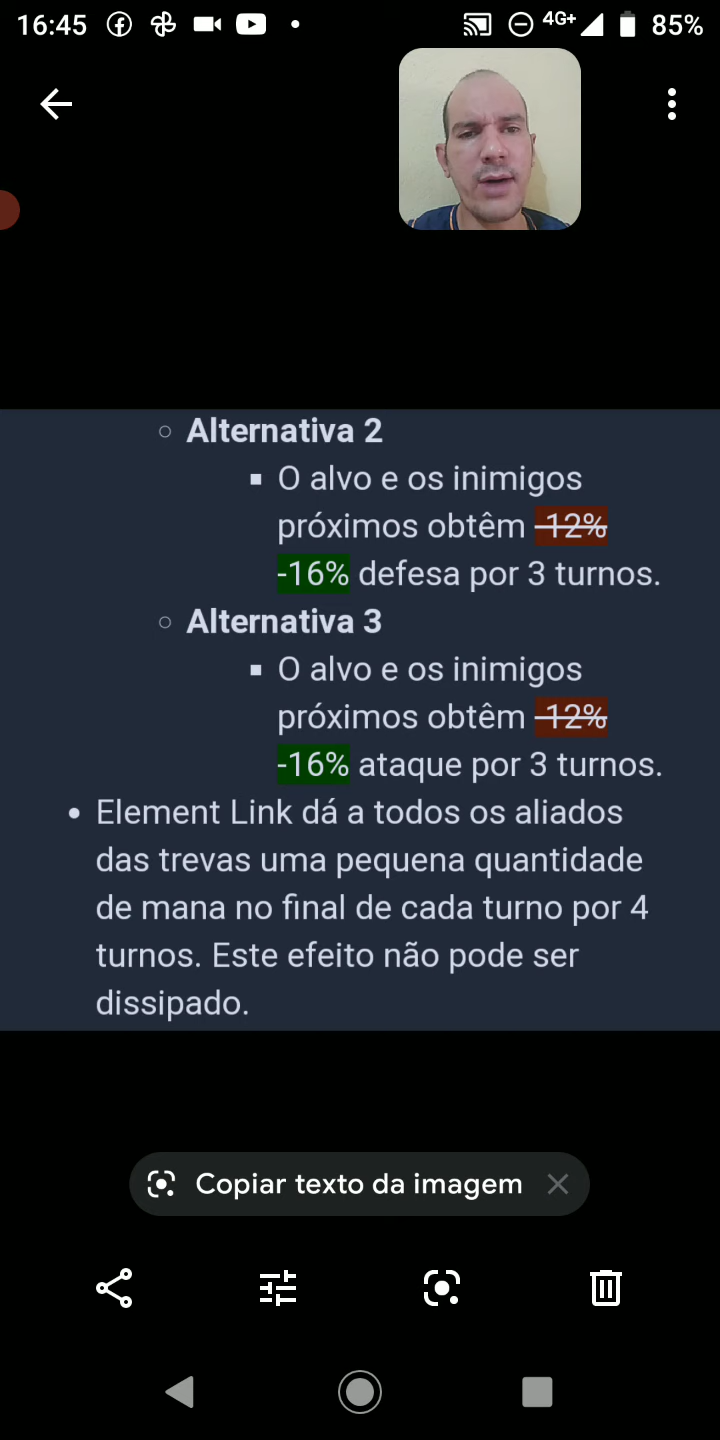 16:45
4G+
85%
Alternativa 2
O alvo e os inimigos
próximos obtêm -12%
-16% defesa por 3 turnos.
Alternativa 3
O alvo e os inimigos
próximos obtêm -12%
-16% ataque por 3 turnos.
Element Link dá a todos os aliados
das trevas uma pequena quantidade
de mana no final de cada turno por 4
turnos. Este efeito não pode ser
dissipado.
Copiar texto da imagem